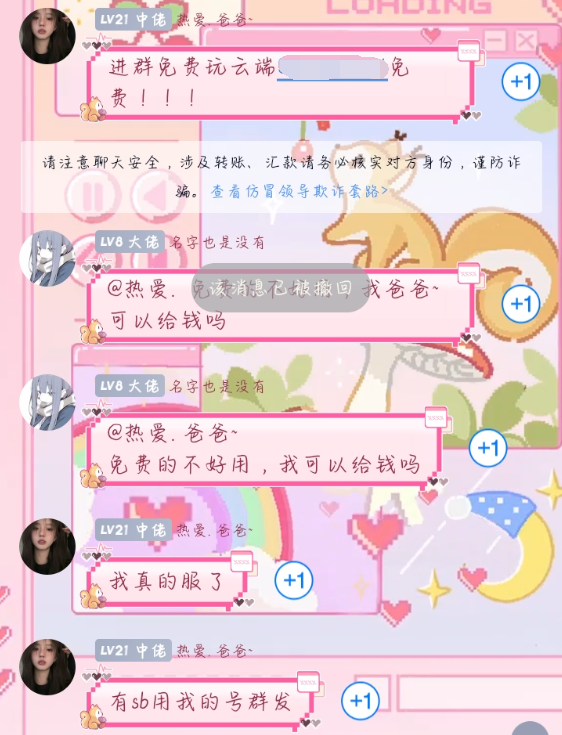 LOADING
LV21 中佬 热爱.爸爸~
进群免费玩云端 免
费！！！
+1
请注意聊天安全，涉及转账、汇款请务必核实对方身份，谨防诈
骗。查看仿冒领导欺诈套路>
LV8 大佬 名字也是没有
该消息已被撤回
@热爱. 免费的不好用，我爸爸~
可以给钱吗
+1
LV8 大佬 名字也是没有
@热爱.爸爸~
免费的不好用，我可以给钱吗
+1
LV21 中佬 热爱.爸爸~
我真的服了
+1
LV21 中佬 热爱.爸爸~
有sb用我的号群发
+1